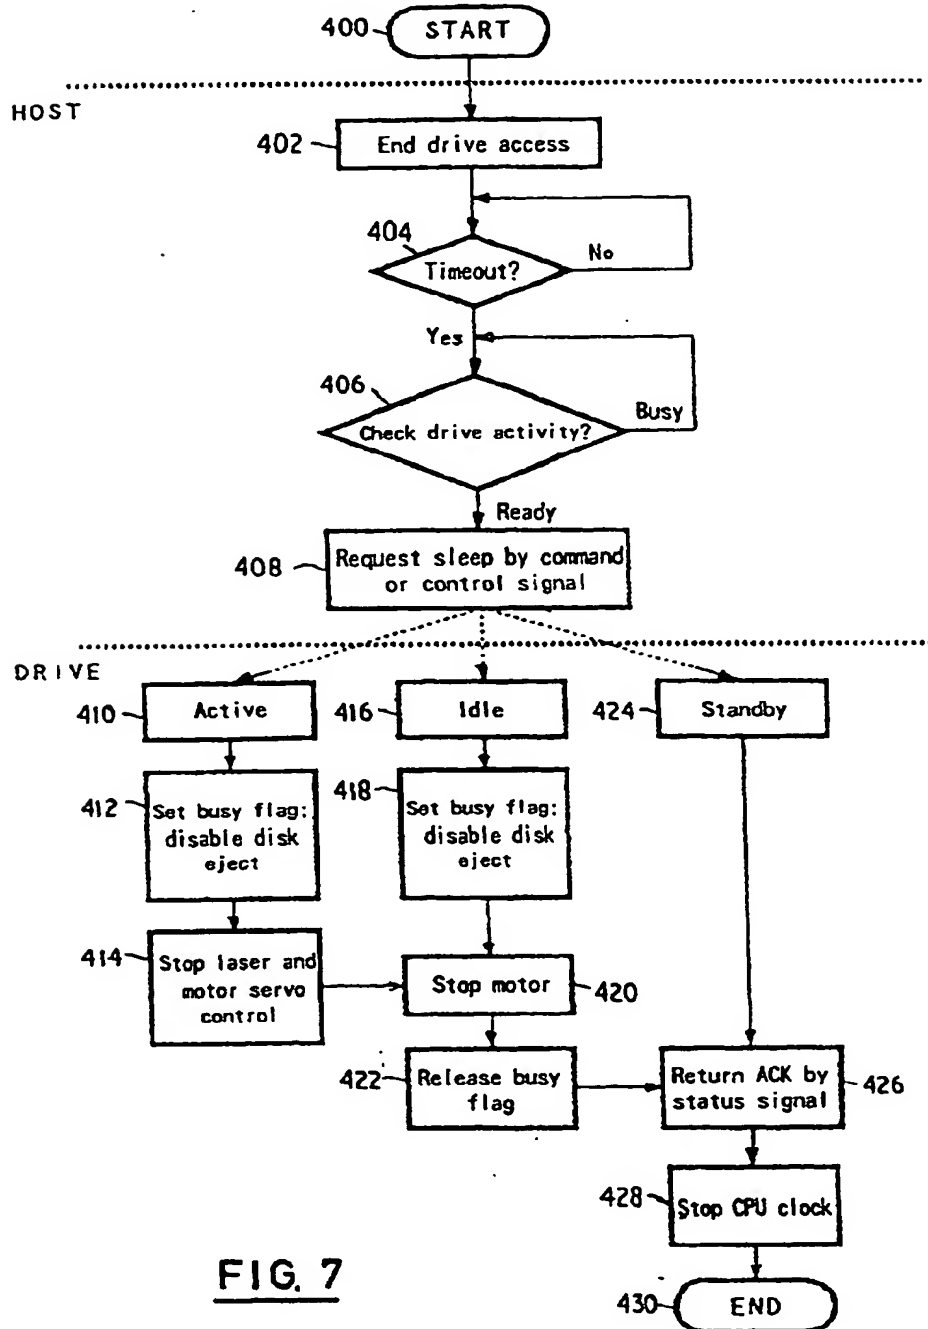 400 START
HOST
402 End drive access
404
Timeout?
No
Yes
406
Check drive activity?
Busy
Ready
408 Request sleep by command
or control signal
DRIVE
410 Active
416 Idle
424 Standby
412 Set busy flag:
disable disk
eject
418 Set busy flag:
disable disk
eject
414 Stop laser and
motor servo
control
Stop motor 420
422 Release busy
flag
Return ACK by
status signal 426
428 Stop CPU clock
430 END
FIG. 7